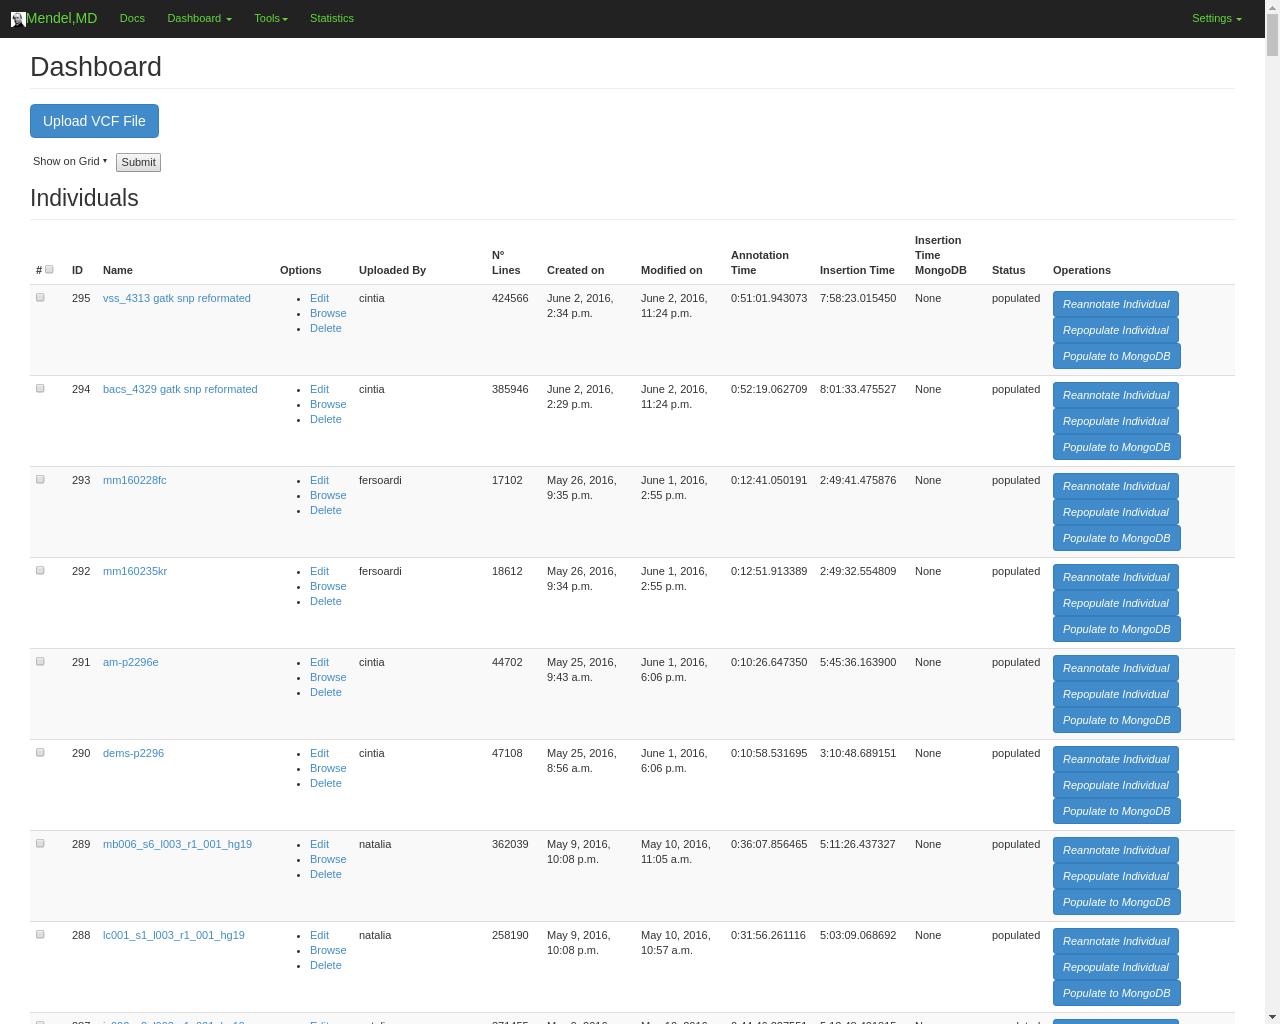 Mendel,MD Docs Dashboard Tools Statistics Settings
Dashboard
Upload VCF File
Show on Grid Submit
Individuals
# ID Name Options Uploaded By Nº Lines Created on Modified on Annotation Time Insertion Time Insertion Time MongoDB Status Operations
295 vss_4313 gatk snp reformated Edit cintia 424566 June 2, 2016, June 2, 2016, 0:51:01.943073 7:58:23.015450 None populated Reannotate Individual
Browse 2:34 p.m. 11:24 p.m. Repopulate Individual
Delete Populate to MongoDB
294 bacs_4329 gatk snp reformated Edit cintia 385946 June 2, 2016, June 2, 2016, 0:52:19.062709 8:01:33.475527 None populated Reannotate Individual
Browse 2:29 p.m. 11:24 p.m. Repopulate Individual
Delete Populate to MongoDB
293 mm160228fc Edit fersoardi 17102 May 26, 2016, June 1, 2016, 0:12:41.050191 2:49:41.475876 None populated Reannotate Individual
Browse 9:35 p.m. 2:55 p.m. Repopulate Individual
Delete Populate to MongoDB
292 mm160235kr Edit fersoardi 18612 May 26, 2016, June 1, 2016, 0:12:51.913389 2:49:32.554809 None populated Reannotate Individual
Browse 9:34 p.m. 2:55 p.m. Repopulate Individual
Delete Populate to MongoDB
291 am-p2296e Edit cintia 44702 May 25, 2016, June 1, 2016, 0:10:26.647350 5:45:36.163900 None populated Reannotate Individual
Browse 9:43 a.m. 6:06 p.m. Repopulate Individual
Delete Populate to MongoDB
290 dems-p2296 Edit cintia 47108 May 25, 2016, June 1, 2016, 0:10:58.531695 3:10:48.689151 None populated Reannotate Individual
Browse 8:56 a.m. 6:06 p.m. Repopulate Individual
Delete Populate to MongoDB
289 mb006_s6_l003_r1_001_hg19 Edit natalia 362039 May 9, 2016, May 10, 2016, 0:36:07.856465 5:11:26.437327 None populated Reannotate Individual
Browse 10:08 p.m. 11:05 a.m. Repopulate Individual
Delete Populate to MongoDB
288 lc001_s1_l003_r1_001_hg19 Edit natalia 258190 May 9, 2016, May 10, 2016, 0:31:56.261116 5:03:09.068692 None populated Reannotate Individual
Browse 10:08 p.m. 10:57 a.m. Repopulate Individual
Delete Populate to MongoDB